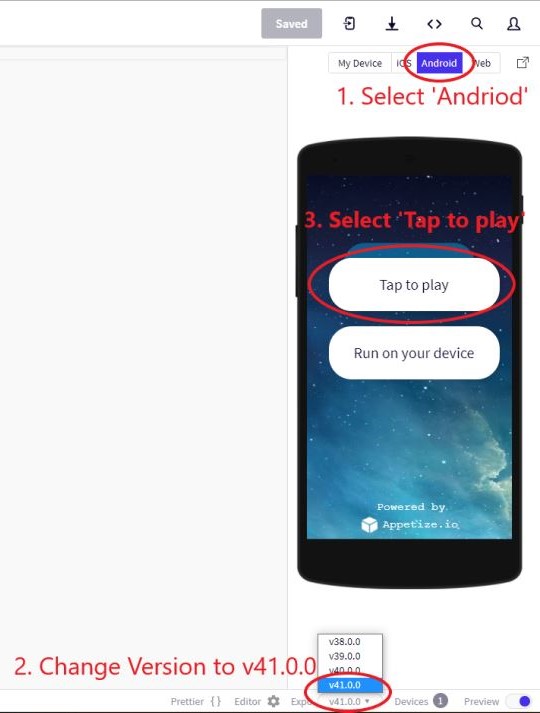 Saved
My Device iOS Android Web
1. Select 'Andriod'
3. Select 'Tap to play'
Tap to play
Run on your device
Powered by
Appetize.io
v38.0.0
v39.0.0
v40.0.0
2. Change Version to v41.0.0
v41.0.0
Prettier { } Editor Expo v41.0.0 Devices 1 Preview